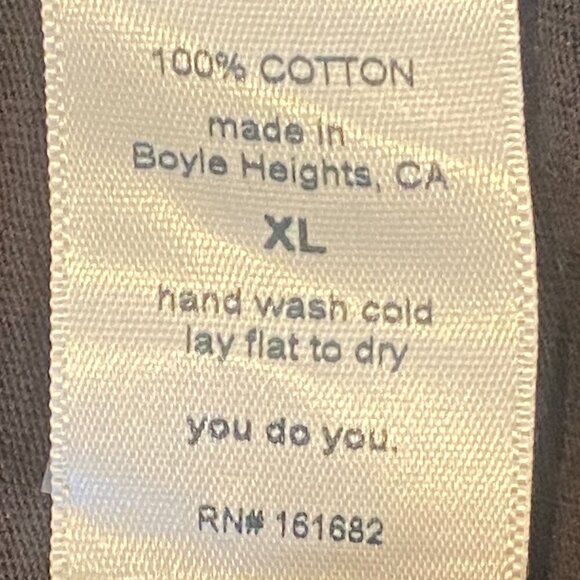 100% COTTON
made in
Boyle Heights, CA
XL
hand wash cold
lay flat to dry
you do you.
RN# 161682